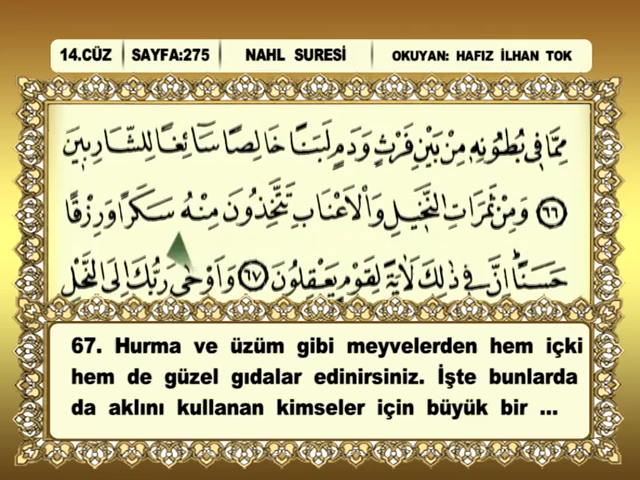 14.CÜZ SAYFA:275 NAHL SURESİ OKUYAN: HAFIZ İLHAN TOK
مِمَّا فِي بُطُونِهِ مِنْ بَيْنِ فَرْثٍ وَدَمٍ لَبَنًا خَالِصًا سَآئِغًا لِلشَّارِبِينَ
﴿٦٦﴾ وَمِنْ ثَمَرَاتِ النَّخِيلِ وَالْاَعْنَابِ تَتَّخِذُونَ مِنْهُ سَكَرًا وَرِزْقًا
حَسَنًا اِنَّ فِي ذٰلِكَ لَاٰيَةً لِقَوْمٍ يَعْقِلُونَ ﴿٦٧﴾ وَاَوْحٰى رَبُّكَ اِلَى النَّحْلِ
67. Hurma ve üzüm gibi meyvelerden hem içki
hem de güzel gıdalar edinirsiniz. İşte bunlarda
da aklını kullanan kimseler için büyük bir ...